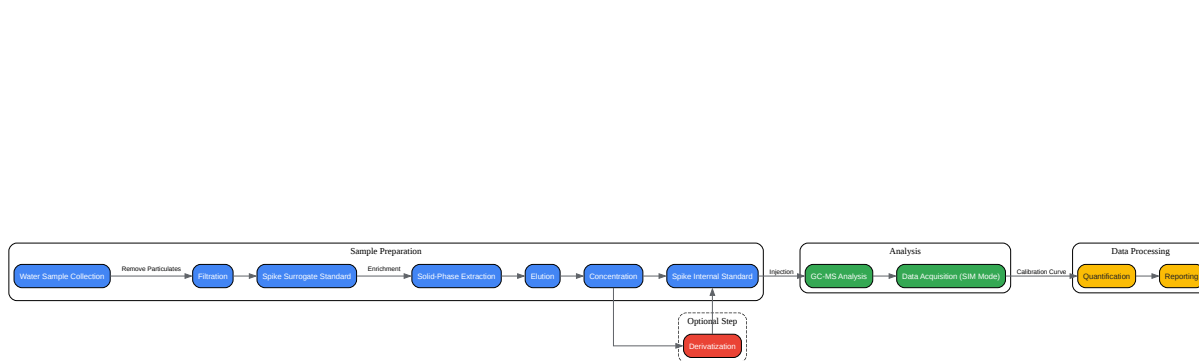 Sample Preparation
Water Sample Collection
Remove Particulates
Filtration
Spike Surrogate Standard
Enrichment
Solid-Phase Extraction
Elution
Concentration
Spike Internal Standard
Injection
Analysis
GC-MS Analysis
Data Acquisition (SIM Mode)
Calibration Curve
Data Processing
Quantification
Reporting
Optional Step
Derivatization